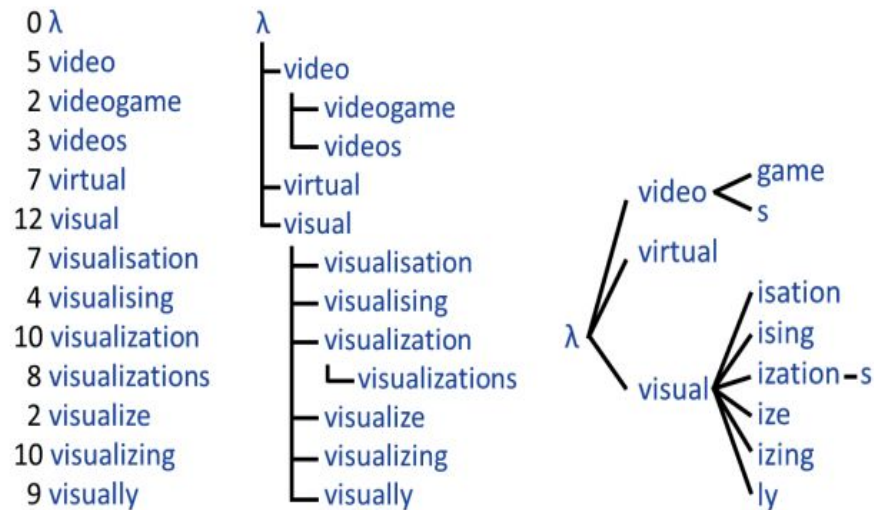 0 λ
5 video
2 videogame
3 videos
7 virtual
12 visual
7 visualisation
4 visualising
10 visualization
8 visualizations
2 visualize
10 visualizing
9 visually
λ
video
videogame
videos
virtual
visual
visualisation
visualising
visualization
visualizations
visualize
visualizing
visually
λ
video
game
s
virtual
visual
isation
ising
ization-s
ize
izing
ly